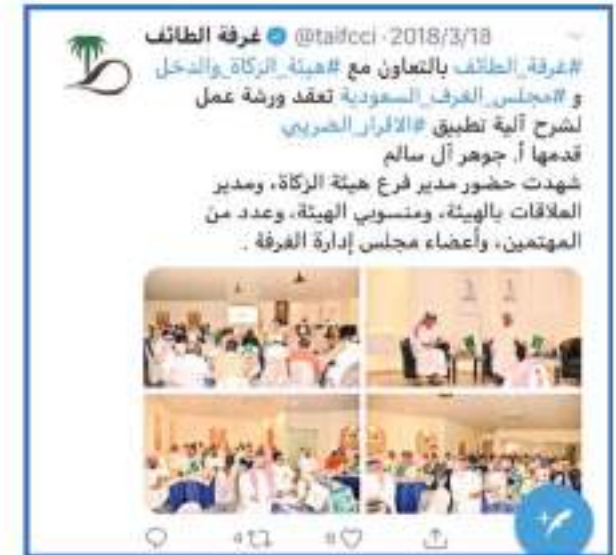 غرفة الطائف @taifcci · 2018/3/18
#غرفة_الطائف بالتعاون مع #هيئة_الزكاة_والدخل
و #مجلس_الغرف_السعودية تعقد ورشة عمل
لشرح آلية تطبيق #الاقرار_الضريبي
قدمها أ. جوهر آل سالم
شهدت حضور مدير فرع هيئة الزكاة، ومدير
العلاقات بالهيئة، ومنسوبي الهيئة، وعدد من
المهتمين، وأعضاء مجلس إدارة الغرفة .